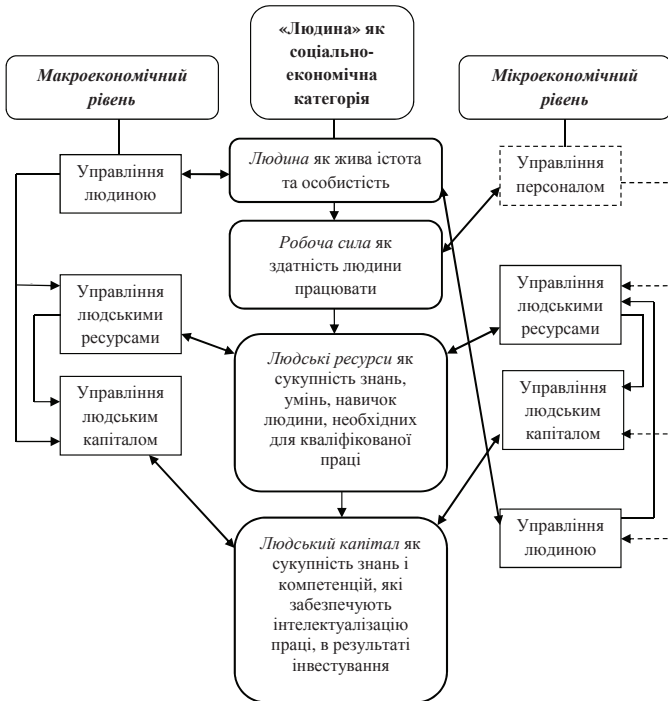 «Людина» як
соціально-
економічна
категорія
Макроекономічний
рівень
Мікроекономічний
рівень
Людина як жива істота
та особистість
Управління
людиною
Управління
персоналом
Робоча сила як
здатність людини
працювати
Управління
людськими
ресурсами
Управління
людськими
ресурсами
Людські ресурси як
сукупність знань,
умінь, навичок
людини, необхідних
для кваліфікованої
праці
Управління
людським
капіталом
Управління
людським
капіталом
Людський капітал як
сукупність знань і
компетенцій, які
забезпечують
інтелектуалізацію
праці, в результаті
інвестування
Управління
людиною